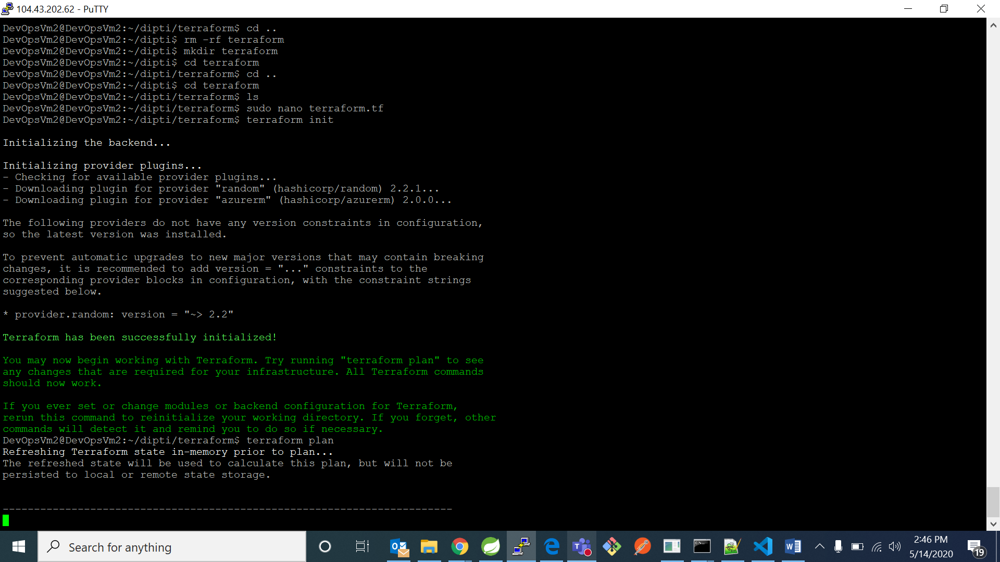 104.43.202.62 - PuTTY
DevOpsVm2@DevOpsVm2:~/dipti/terraform$ cd ..
DevOpsVm2@DevOpsVm2:~/dipti$ rm -rf terraform
DevOpsVm2@DevOpsVm2:~/dipti$ mkdir terraform
DevOpsVm2@DevOpsVm2:~/dipti$ cd terraform
DevOpsVm2@DevOpsVm2:~/dipti/terraform$ cd ..
DevOpsVm2@DevOpsVm2:~/dipti$ cd terraform
DevOpsVm2@DevOpsVm2:~/dipti/terraform$ ls
DevOpsVm2@DevOpsVm2:~/dipti/terraform$ sudo nano terraform.tf
DevOpsVm2@DevOpsVm2:~/dipti/terraform$ terraform init
Initializing the backend...
Initializing provider plugins...
- Checking for available provider plugins...
- Downloading plugin for provider "random" (hashicorp/random) 2.2.1...
- Downloading plugin for provider "azurerm" (hashicorp/azurerm) 2.0.0...
The following providers do not have any version constraints in configuration,
so the latest version was installed.
To prevent automatic upgrades to new major versions that may contain breaking
changes, it is recommended to add version = "..." constraints to the
corresponding provider blocks in configuration, with the constraint strings
suggested below.
* provider.random: version = "~> 2.2"
Terraform has been successfully initialized!
You may now begin working with Terraform. Try running "terraform plan" to see
any changes that are required for your infrastructure. All Terraform commands
should now work.
If you ever set or change modules or backend configuration for Terraform,
rerun this command to reinitialize your working directory. If you forget, other
commands will detect it and remind you to do so if necessary.
DevOpsVm2@DevOpsVm2:~/dipti/terraform$ terraform plan
Refreshing Terraform state in-memory prior to plan...
The refreshed state will be used to calculate this plan, but will not be
persisted to local or remote state storage.
------------------------------------------------------------------------
Search for anything
2:46 PM
5/14/2020
19